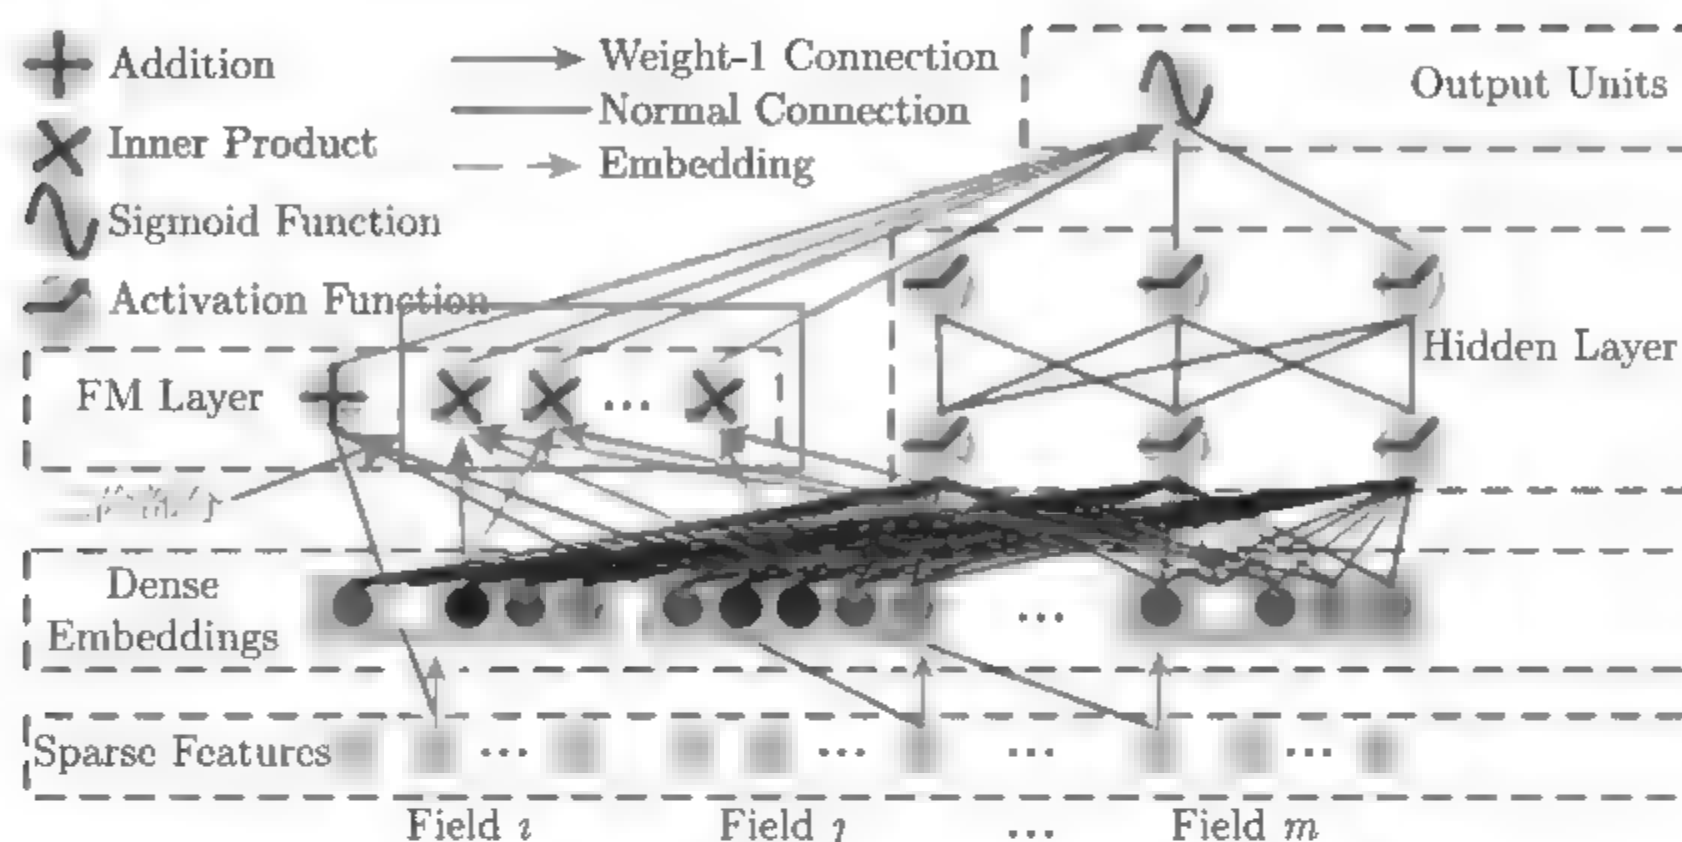 Addition
Weight-1 Connection
Output Units
Normal Connection
Inner Product
Embedding
Sigmoid Function
Activation Function
Hidden Layer
FM Layer
...
Dense
Embeddings
...
Sparse Features
... ... ... ...
Field i
Field j
...
Field m